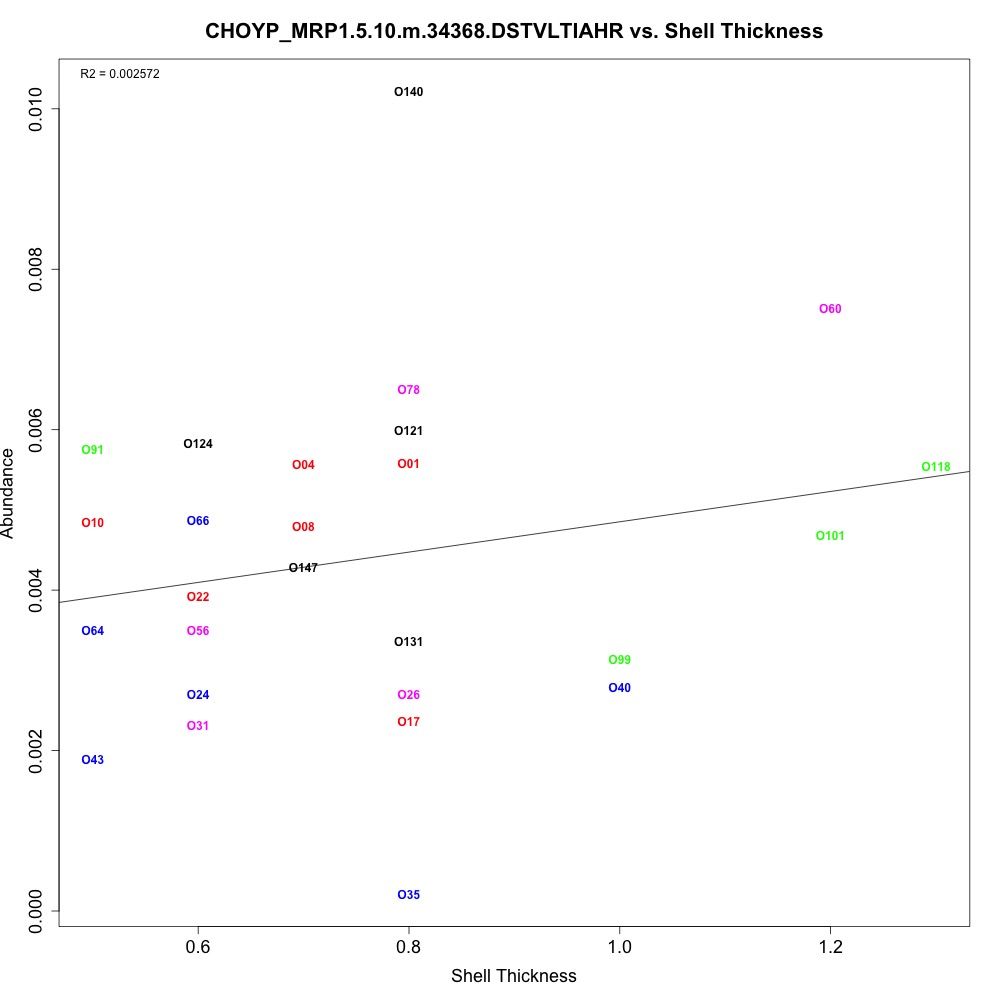 CHOYP_MRP1.5.10.m.34368.DSTVLTIAHR vs. Shell Thickness
R2 = 0.002572
O140
0.010
0.008
O60
O78
0.006
O121
O124
O91
O04
O01
O118
O10
O66
O08
O101
Abundance
O147
0.004
O22
O64
O56
O131
O99
O40
O24
O26
O31
O17
0.002
O43
O35
0.000
0.6 0.8 1.0 1.2
Shell Thickness